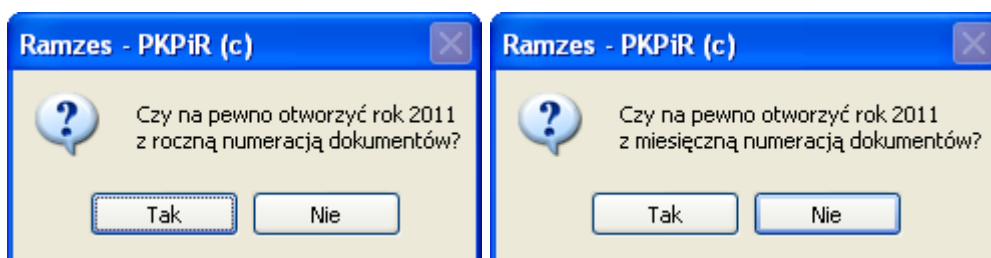 Ramzes - PKPiR (c)
Czy na pewno otworzyć rok 2011
z roczną numeracją dokumentów?
Tak Nie
Ramzes - PKPiR (c)
Czy na pewno otworzyć rok 2011
z miesięczną numeracją dokumentów?
Tak Nie